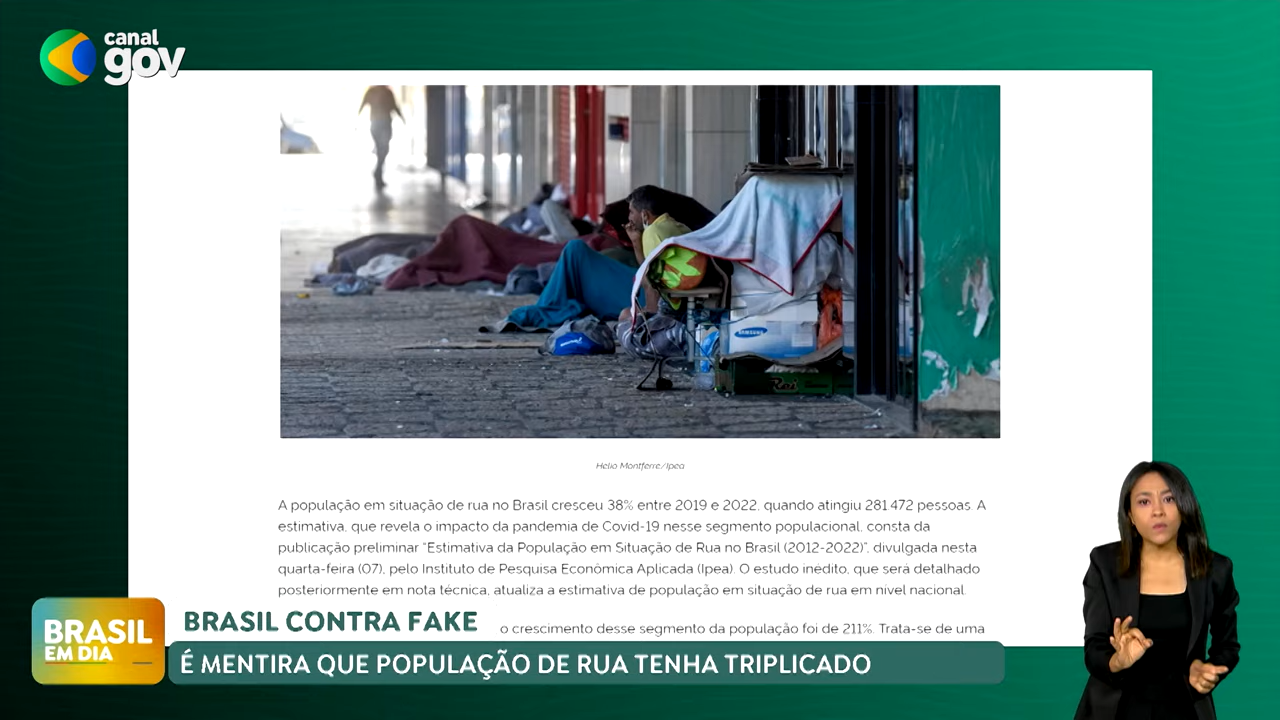 canal
gov
SAMSUNG
Rei
Helio Montferre/Ipea
A população em situação de rua no Brasil cresceu 38% entre 2019 e 2022, quando atingiu 281.472 pessoas. A
estimativa, que revela o impacto da pandemia de Covid-19 nesse segmento populacional, consta da
publicação preliminar “Estimativa da População em Situação de Rua no Brasil (2012-2022)”, divulgada nesta
quarta-feira (07), pelo Instituto de Pesquisa Econômica Aplicada (Ipea). O estudo inédito, que será detalhado
posteriormente em nota técnica, atualiza a estimativa de população em situação de rua em nível nacional.
o crescimento desse segmento da população foi de 211%. Trata-se de uma
BRASIL
EM DIA
BRASIL CONTRA FAKE
É MENTIRA QUE POPULAÇÃO DE RUA TENHA TRIPLICADO